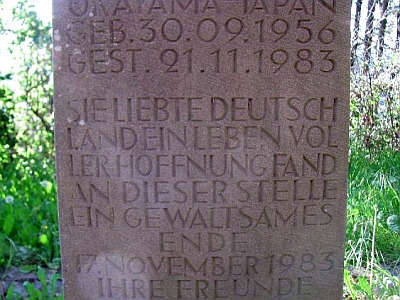 OKAYAMA-JAPAN
GEB. 30.09.1956
GEST. 21.11.1983
SIE LIEBTE DEUTSCH
LAND EIN LEBEN VOL
LER HOFFNUNG FAND
AN DIESER STELLE
EIN GEWALTSAMES
ENDE
17. NOVEMBER 1983
IHRE FREUNDE